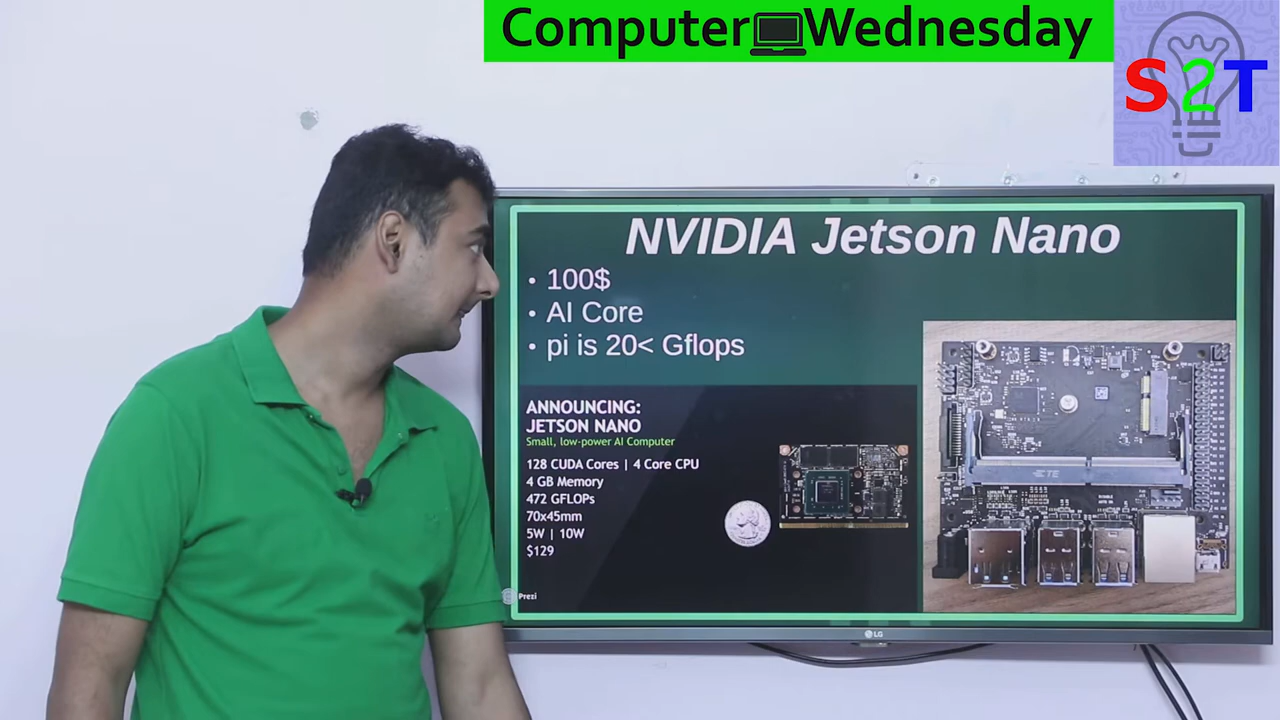 Computer Wednesday
S2T
NVIDIA Jetson Nano
• 100$
• AI Core
• pi is 20< Gflops
ANNOUNCING:
JETSON NANO
Small, low-power AI Computer
128 CUDA Cores | 4 Core CPU
4 GB Memory
472 GFLOPs
70x45mm
5W | 10W
$129
TE
Prezi
LG